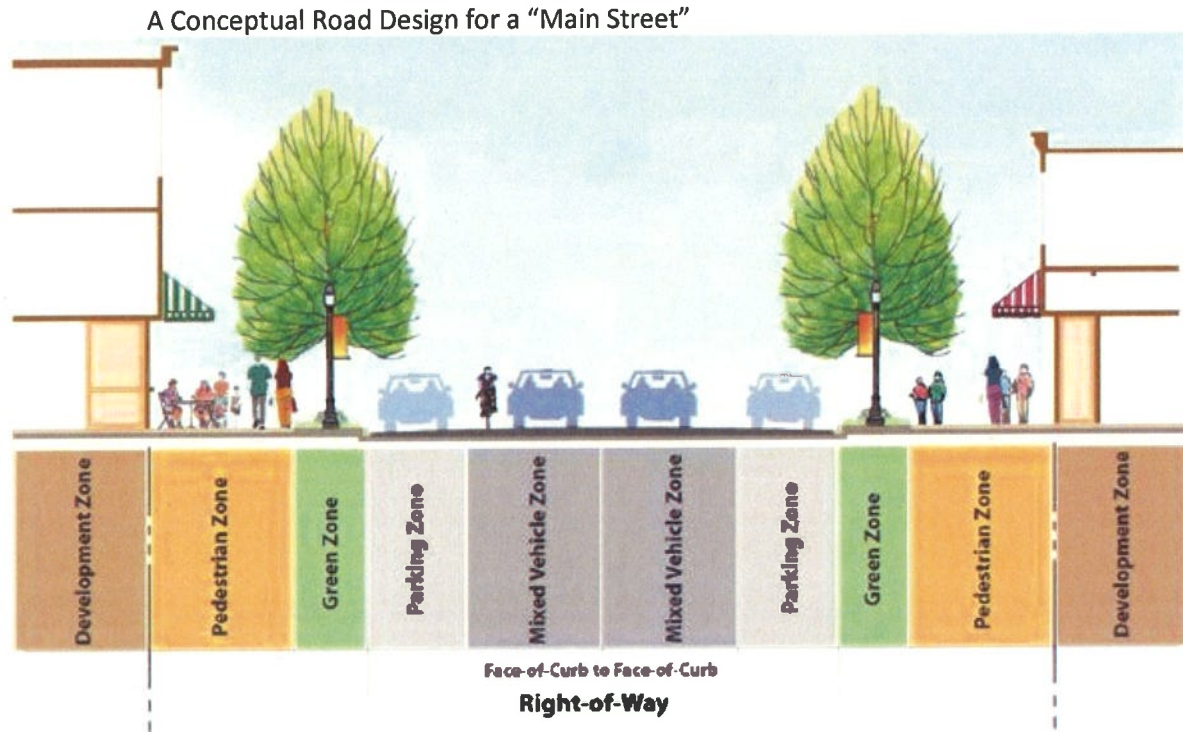 A Conceptual Road Design for a “Main Street”
Development Zone
Pedestrian Zone
Green Zone
Parking Zone
Mixed Vehicle Zone
Mixed Vehicle Zone
Parking Zone
Green Zone
Pedestrian Zone
Development Zone
Face-of-Curb to Face-of-Curb
Right-of-Way